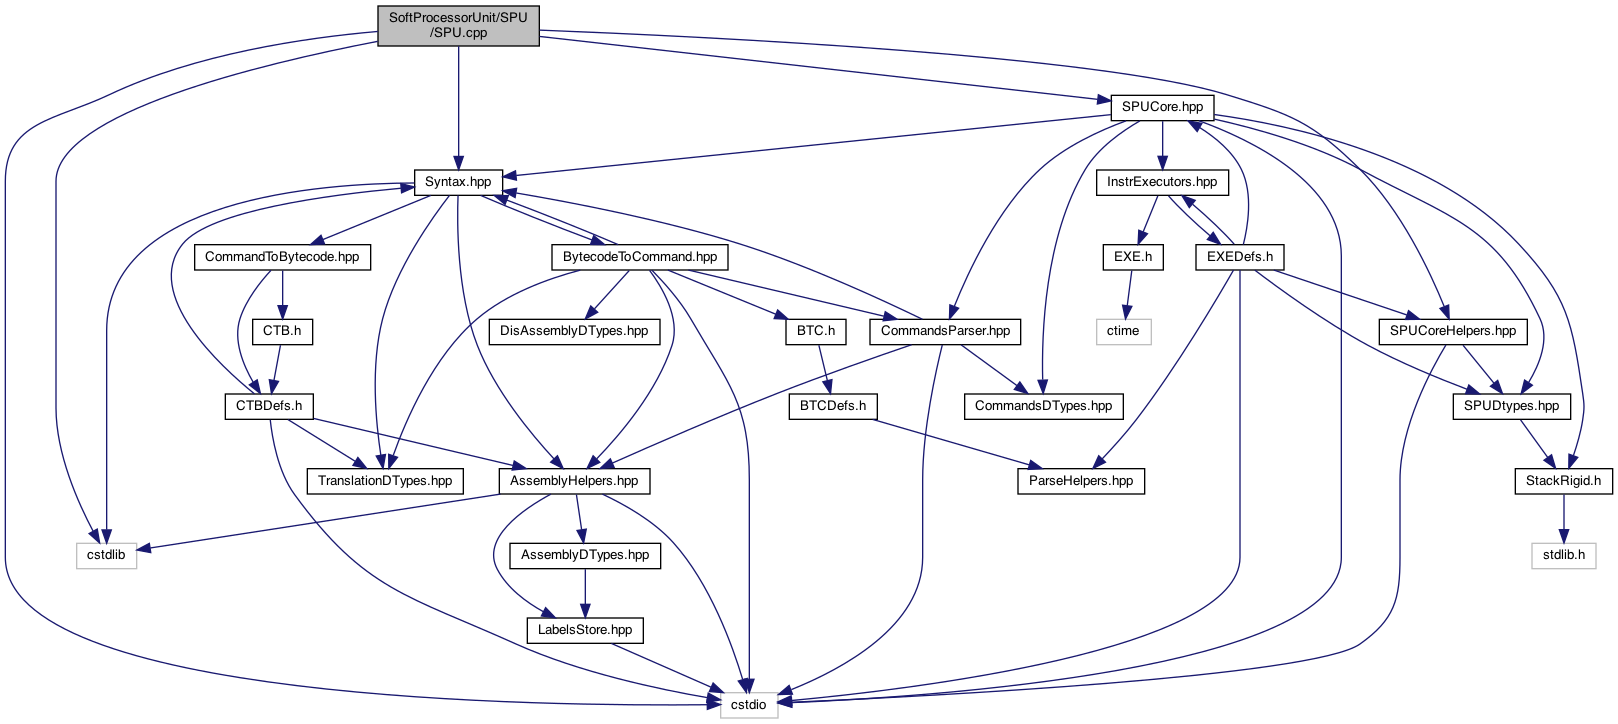 SoftProcessorUnit/SPU
/SPU.cpp
SPUCore.hpp
Syntax.hpp
InstrExecutors.hpp
CommandToBytecode.hpp
BytecodeToCommand.hpp
EXE.h
EXEDefs.h
CTB.h
DisAssemblyDTypes.hpp
BTC.h
CommandsParser.hpp
ctime
SPUCoreHelpers.hpp
CTBDefs.h
BTCDefs.h
CommandsDTypes.hpp
SPUDtypes.hpp
TranslationDTypes.hpp
AssemblyHelpers.hpp
ParseHelpers.hpp
StackRigid.h
cstdlib
AssemblyDTypes.hpp
stdlib.h
LabelsStore.hpp
cstdio